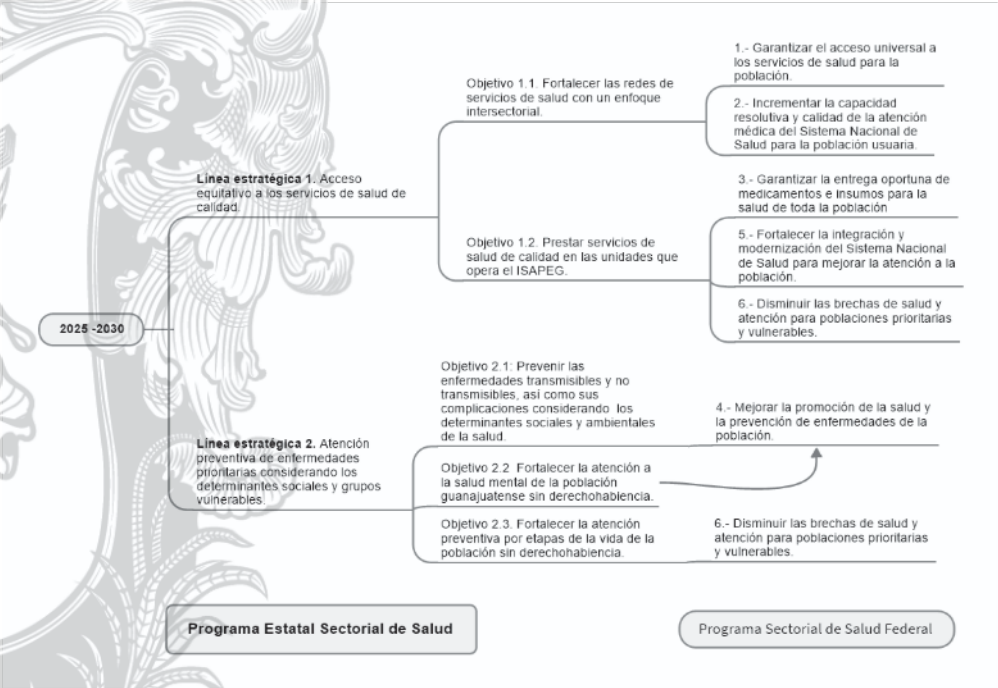 2025 -2030
Línea estratégica 1. Acceso
equitativo a los servicios de salud de
calidad.
Objetivo 1.1. Fortalecer las redes de
servicios de salud con un enfoque
intersectorial.
1.- Garantizar el acceso universal a
los servicios de salud para la
población.
2.- Incrementar la capacidad
resolutiva y calidad de la atención
médica del Sistema Nacional de
Salud para la población usuaria.
Objetivo 1.2. Prestar servicios de
salud de calidad en las unidades que
opera el ISAPEG.
3.- Garantizar la entrega oportuna de
medicamentos e insumos para la
salud de toda la población
5.- Fortalecer la integración y
modernización del Sistema Nacional
de Salud para mejorar la atención a la
población.
6.- Disminuir las brechas de salud y
atención para poblaciones prioritarias
y vulnerables.
Línea estratégica 2. Atención
preventiva de enfermedades
prioritarias considerando los
determinantes sociales y grupos
vulnerables.
Objetivo 2.1: Prevenir las
enfermedades transmisibles y no
transmisibles, así como sus
complicaciones considerando los
determinantes sociales y ambientales
de la salud.
4.- Mejorar la promoción de la salud y
la prevención de enfermedades de la
población.
Objetivo 2.2 Fortalecer la atención a
la salud mental de la población
guanajuatense sin derechohabiencia.
Objetivo 2.3. Fortalecer la atención
preventiva por etapas de la vida de la
población sin derechohabiencia.
6.- Disminuir las brechas de salud y
atención para poblaciones prioritarias
y vulnerables.
Programa Estatal Sectorial de Salud
Programa Sectorial de Salud Federal